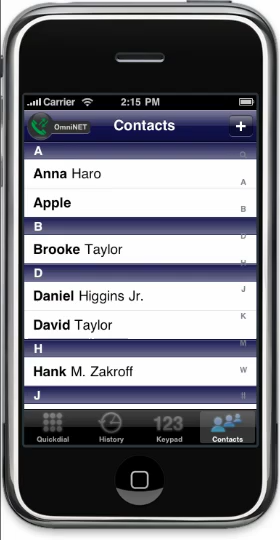 Carrier 2:15 PM
OmniNET Contacts +
A
Anna Haro
Apple
B
Brooke Taylor
D
Daniel Higgins Jr.
David Taylor
H
Hank M. Zakroff
J
A
B
D
H
J
K
M
W
123
Quickdial History Keypad Contacts